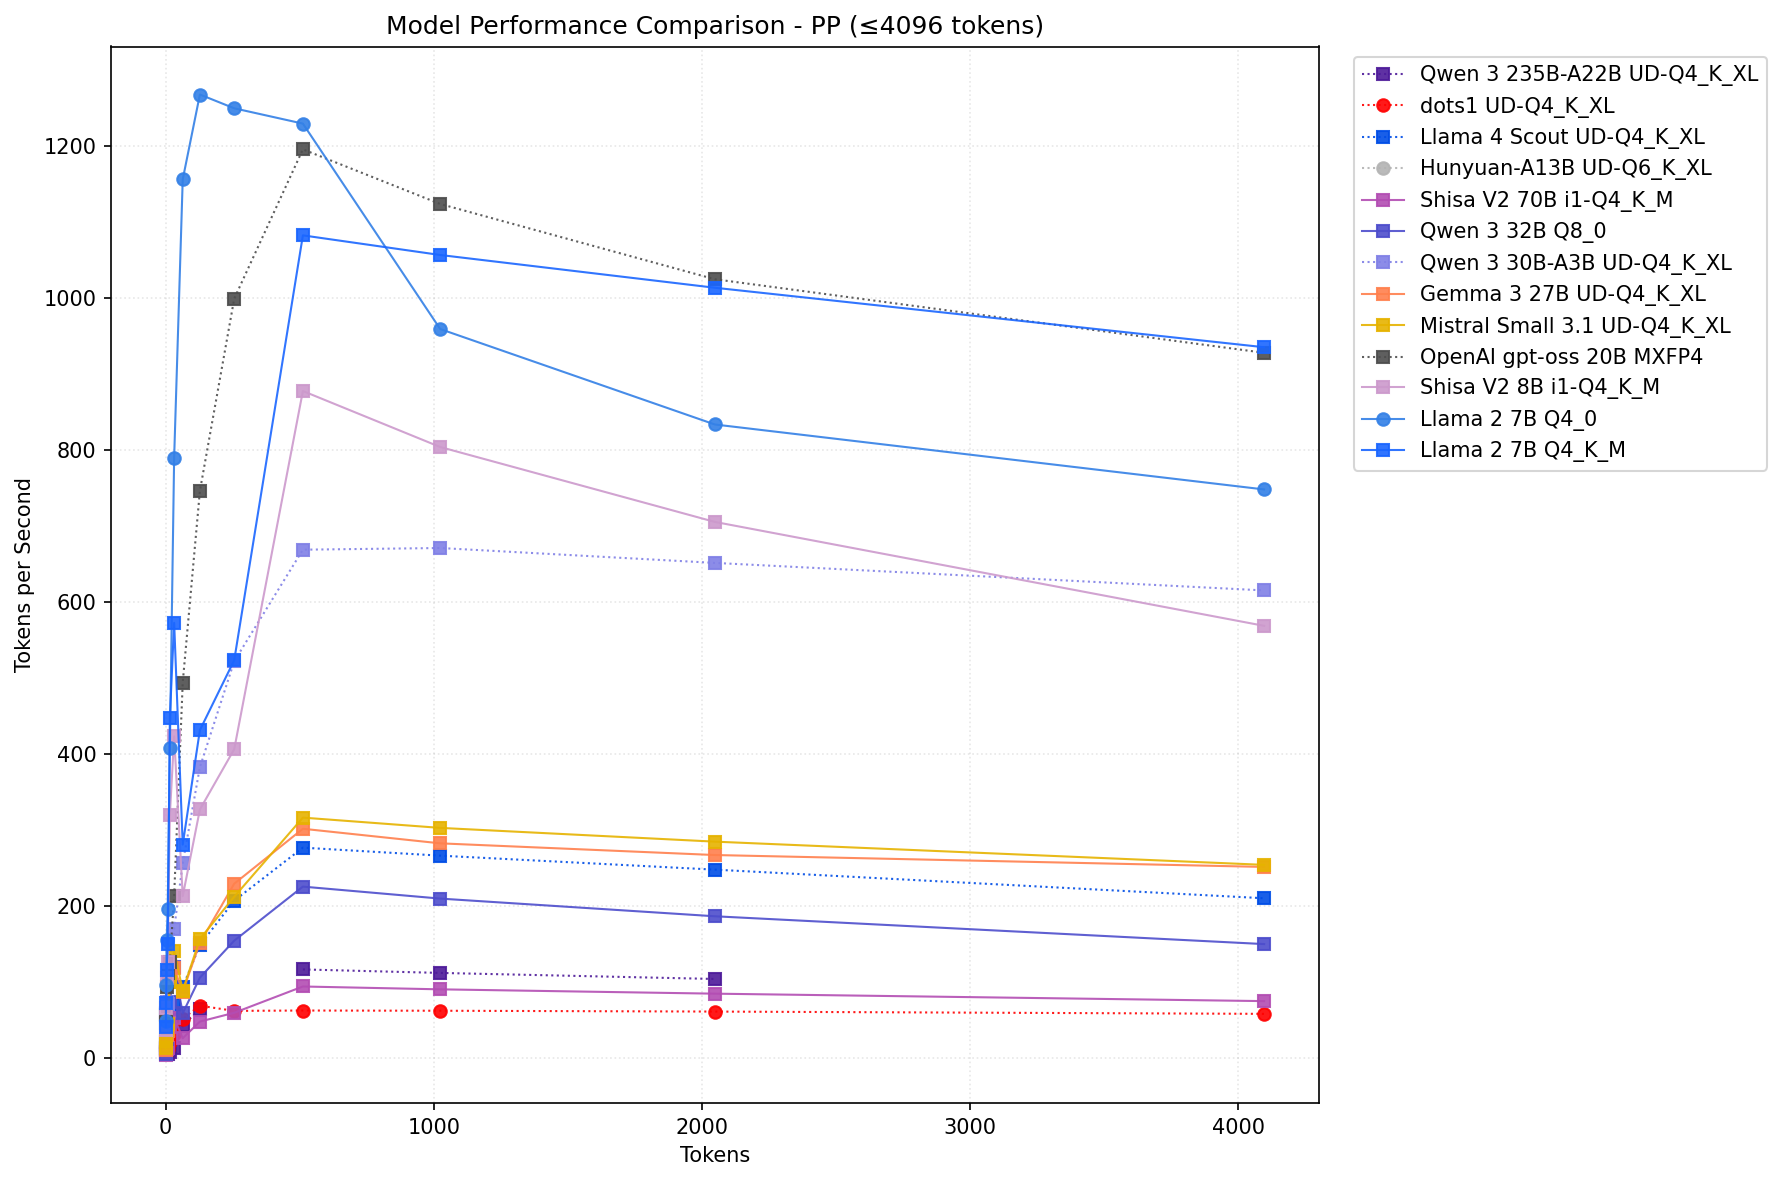 Model Performance Comparison - PP (≤4096 tokens)
Tokens per Second
1200
1000
800
600
400
200
0
0
1000
2000
3000
4000
Tokens
Qwen 3 235B-A22B UD-Q4_K_XL
dots1 UD-Q4_K_XL
Llama 4 Scout UD-Q4_K_XL
Hunyuan-A13B UD-Q6_K_XL
Shisa V2 70B i1-Q4_K_M
Qwen 3 32B Q8_0
Qwen 3 30B-A3B UD-Q4_K_XL
Gemma 3 27B UD-Q4_K_XL
Mistral Small 3.1 UD-Q4_K_XL
OpenAI gpt-oss 20B MXFP4
Shisa V2 8B i1-Q4_K_M
Llama 2 7B Q4_0
Llama 2 7B Q4_K_M